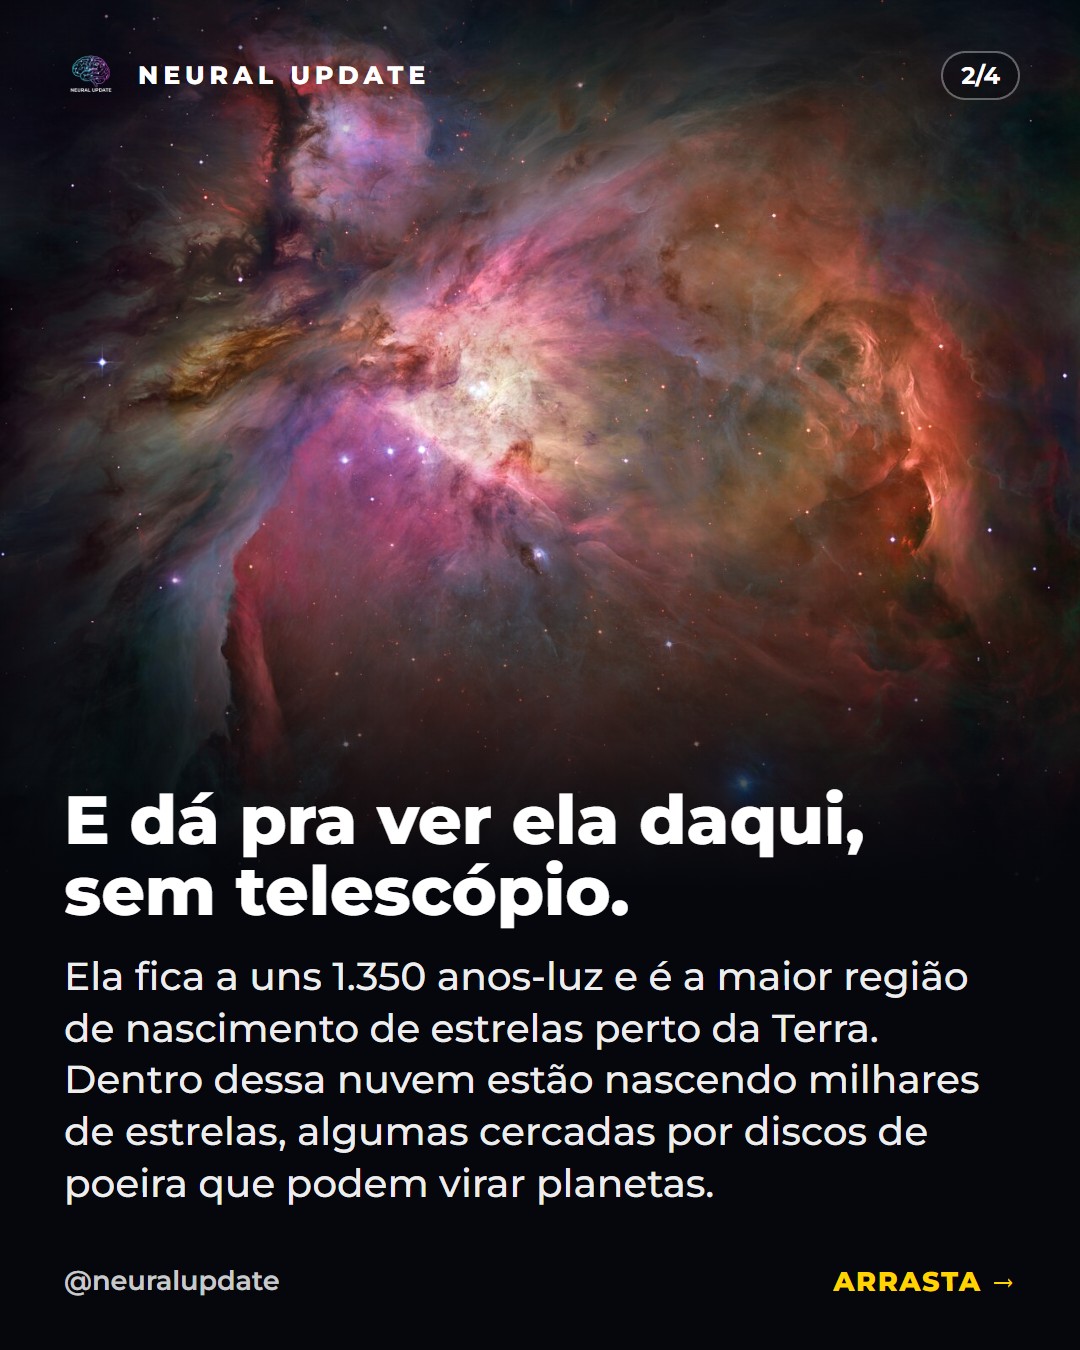 NEURAL UPDATE
NEURAL UPDATE
2/4
E dá pra ver ela daqui,
sem telescópio.
Ela fica a uns 1.350 anos-luz e é a maior região
de nascimento de estrelas perto da Terra.
Dentro dessa nuvem estão nascendo milhares
de estrelas, algumas cercadas por discos de
poeira que podem virar planetas.
@neuralupdate
ARRASTA →